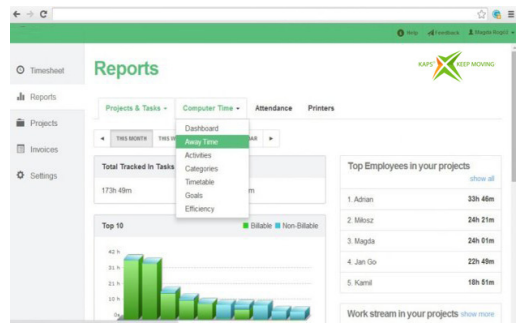 Help Feedback Magda Rogoż
Timesheet
Reports
Projects
Invoices
Settings
Reports
KAPS KEEP MOVING
Projects & Tasks Computer Time Attendance Printers
THIS MONTH
Dashboard
Away Time
Activities
Categories
Timetable
Goals
Efficiency
Total Tracked In Tasks
173h 49m
Top 10
Billable Non-Billable
42 h
31 h
21 h
10 h
0h
Top Employees in your projects
show all
1. Adrian 33h 46m
2. Miłosz 24h 21m
3. Magda 24h 01m
4. Jan Go 22h 49m
5. Kamil 18h 51m
Work stream in your projects show more